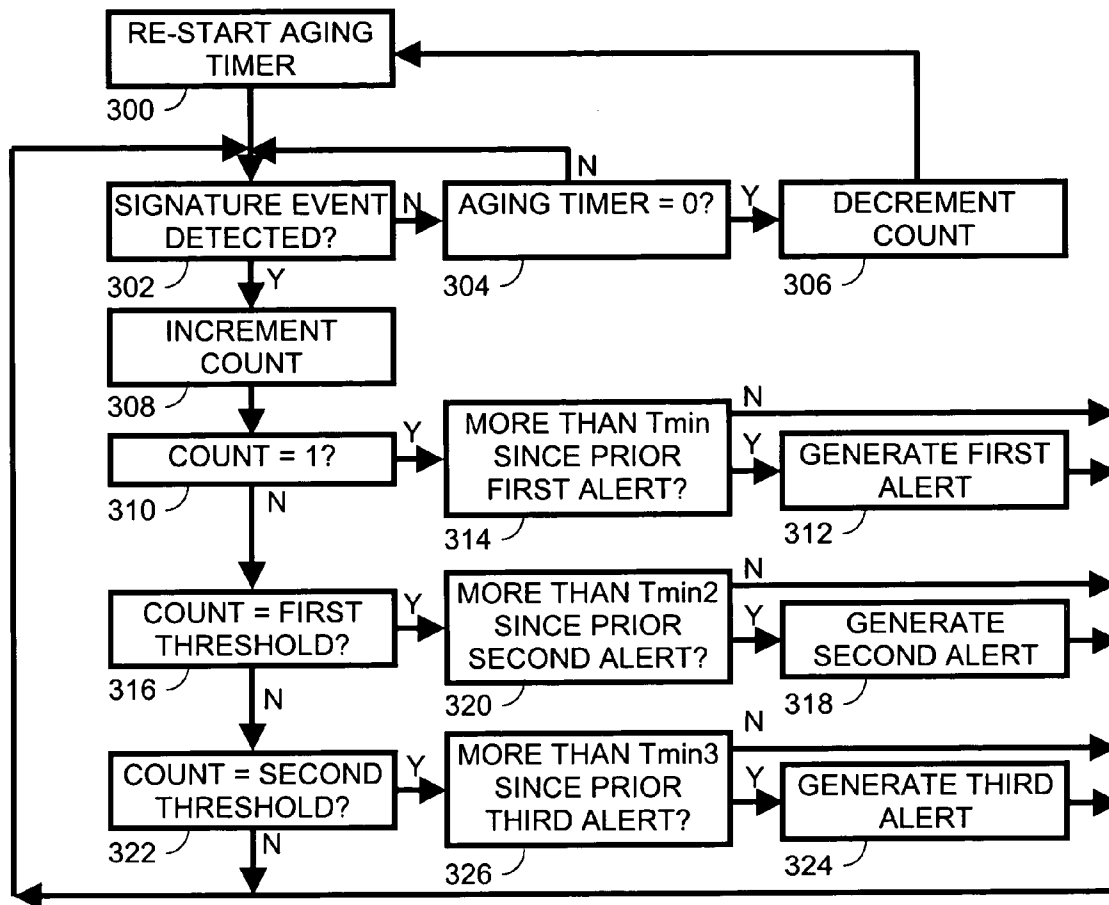 RE-START AGING
TIMER
300
N
SIGNATURE EVENT
DETECTED?
302
N
AGING TIMER = 0?
304
Y
DECREMENT
COUNT
306
Y
INCREMENT
COUNT
308
COUNT = 1?
310
Y
MORE THAN Tmin
SINCE PRIOR
FIRST ALERT?
314
N
Y
GENERATE FIRST
ALERT
312
N
COUNT = FIRST
THRESHOLD?
316
Y
MORE THAN Tmin2
SINCE PRIOR
SECOND ALERT?
320
N
Y
GENERATE
SECOND ALERT
318
N
COUNT = SECOND
THRESHOLD?
322
Y
MORE THAN Tmin3
SINCE PRIOR
THIRD ALERT?
326
N
Y
GENERATE THIRD
ALERT
324
N